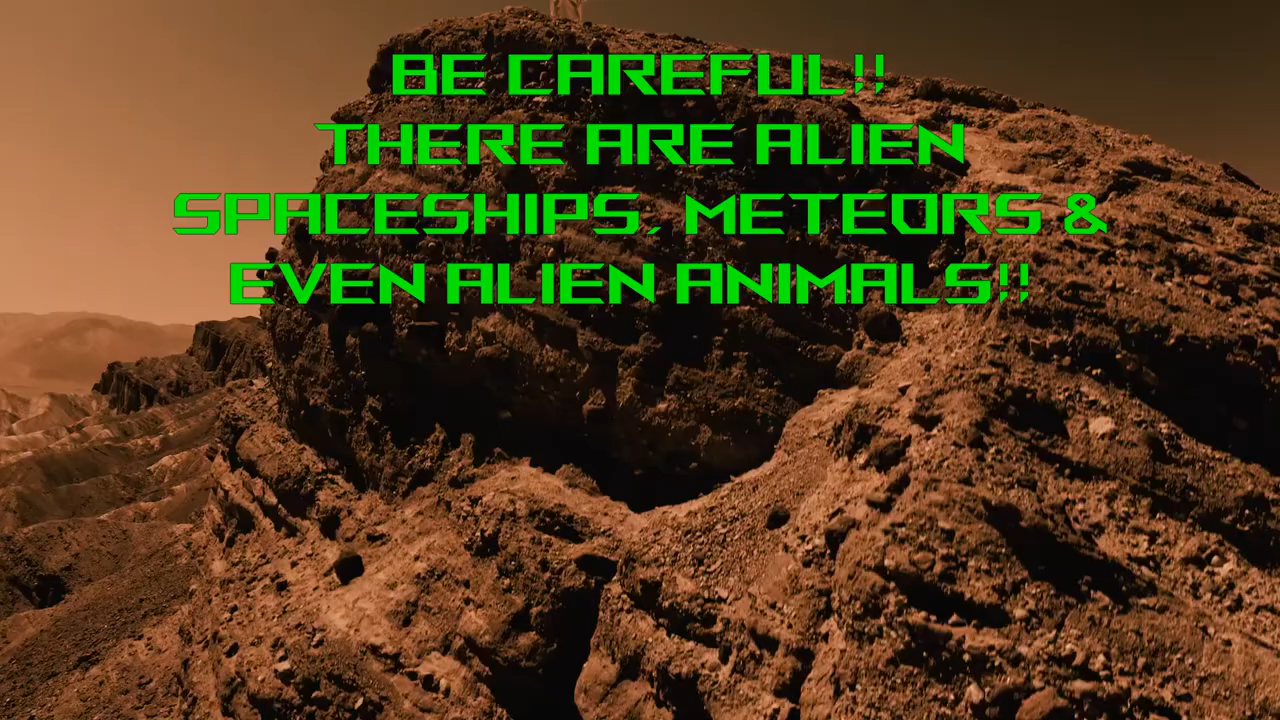 BE CAREFUL!!
THERE ARE ALIEN
SPACESHIPS, METEORS &
EVEN ALIEN ANIMALS!!